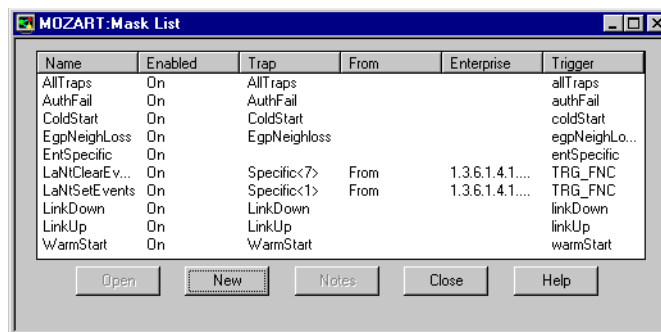 MOZART:Mask List
Name Enabled Trap From Enterprise Trigger
AllTraps On AllTraps allTraps
AuthFail On AuthFail authFail
ColdStart On ColdStart coldStart
EgpNeighLoss On EgpNeighloss egpNeighLo...
EntSpecific On entSpecific
LaNtClearEv... On Specific<7> From 1.3.6.1.4.1.... TRG_FNC
LaNtSetEvents On Specific<1> From 1.3.6.1.4.1.... TRG_FNC
LinkDown On LinkDown linkDown
LinkUp On LinkUp linkUp
WarmStart On WarmStart warmStart
Open New Notes Close Help